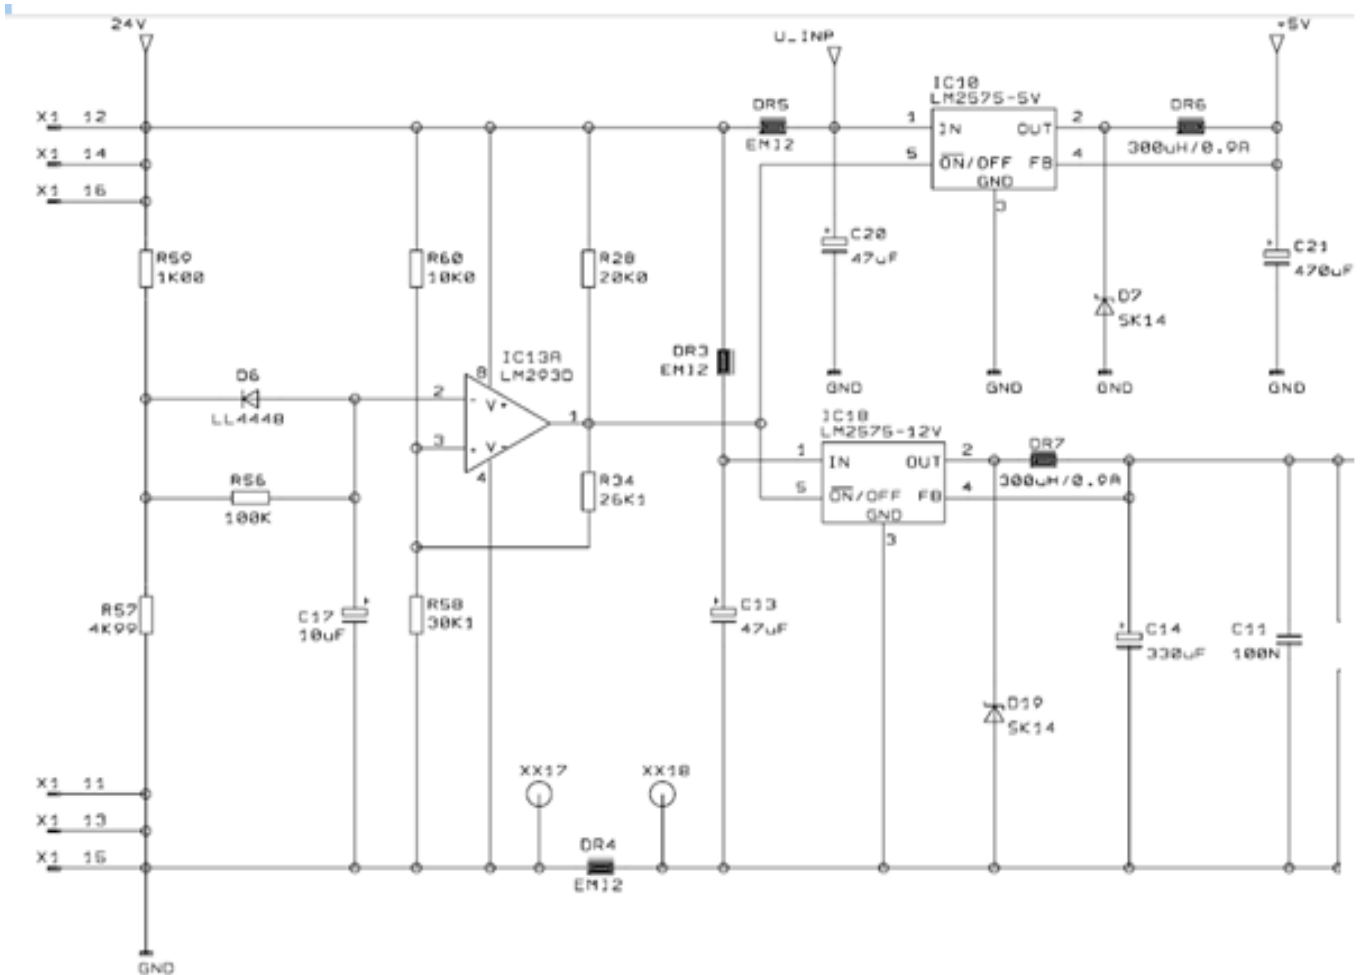 24V
U_INP
+5V
IC10
LM2575-5V
X1 12
DR5
EMI2
1
IN
OUT
2
DR6
300uH/0.9A
X1 14
5
ON/OFF
FB
4
GND
3
X1 16
R59
1K00
R60
10K0
R28
20K0
C20
47uF
C21
470uF
D7
SK14
DR3
EMI2
IC13A
LM293D
8
D6
LL4448
2
-
V+
1
GND
GND
GND
GND
3
+
V-
4
IC18
LM2575-12V
1
IN
OUT
2
DR7
300uH/0.9A
5
ON/OFF
FB
4
GND
3
R56
100K
R34
26K1
R57
4K99
C17
10uF
R58
30K1
C13
47uF
C14
330uF
C11
100N
D19
SK14
X1 11
XX17
XX18
X1 13
X1 15
DR4
EMI2
GND